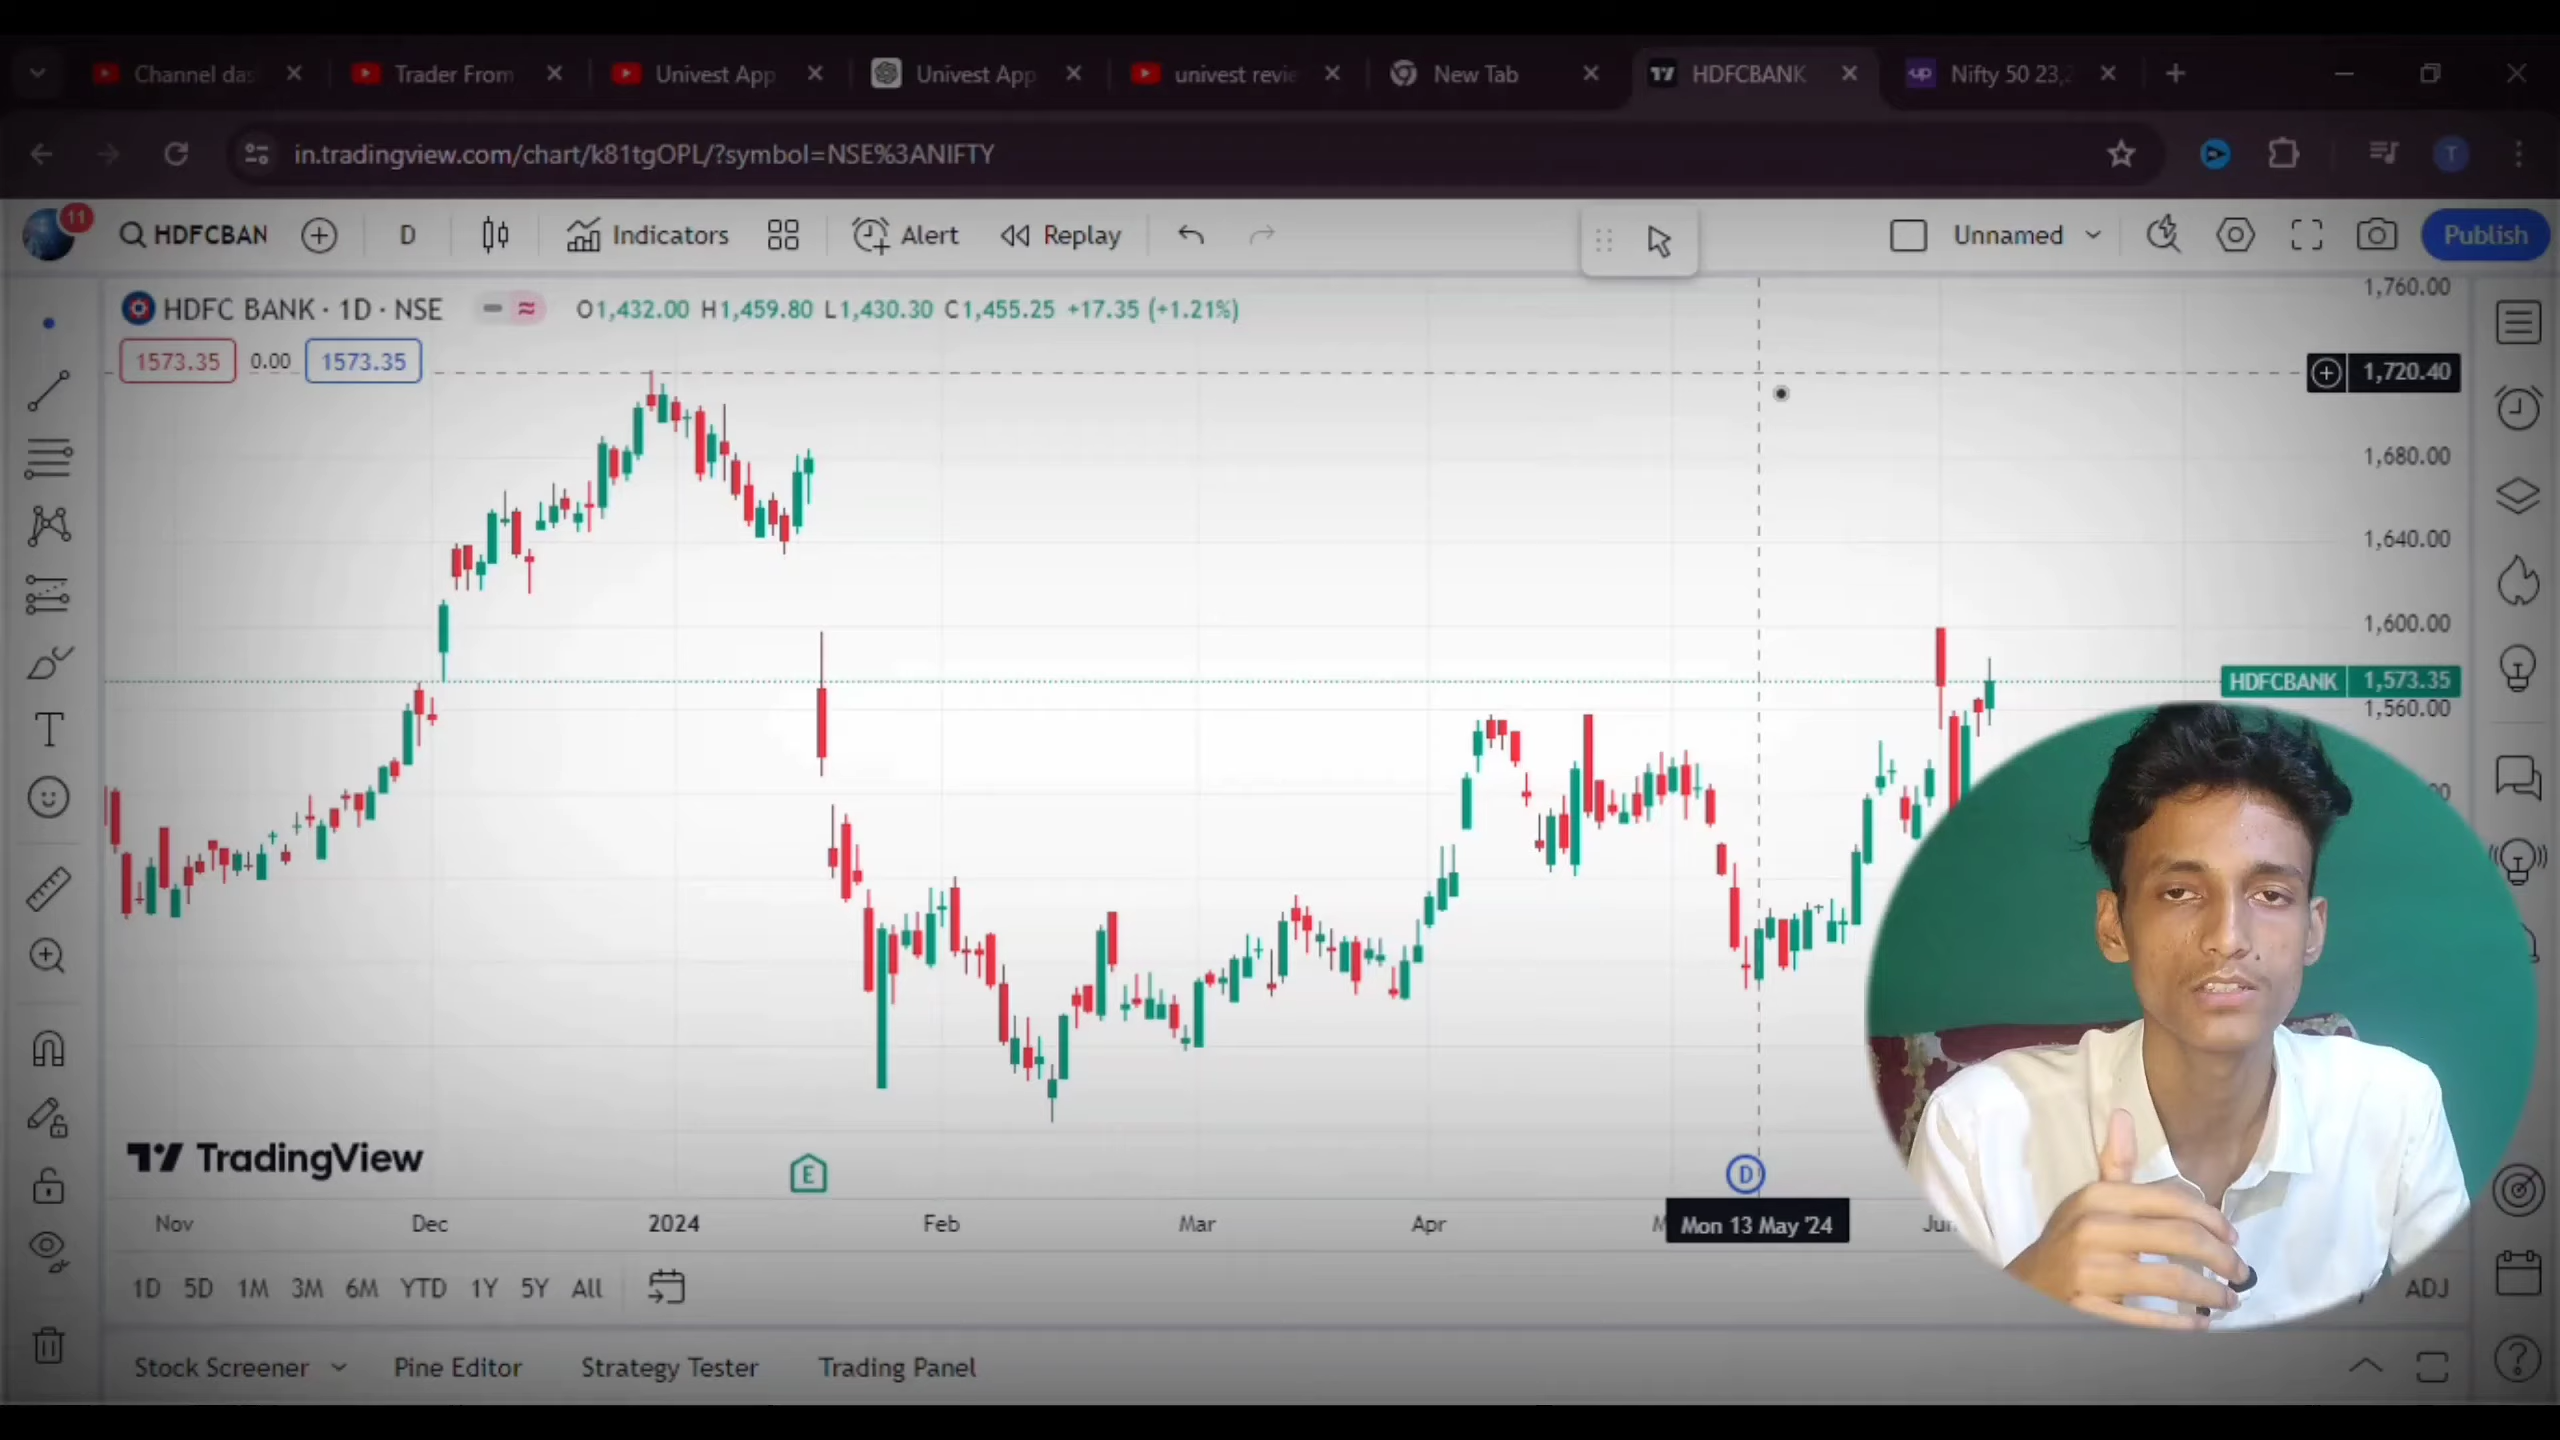 Channel das
Trader From
Univest App
Univest App
univest revie
New Tab
HDFCBANK
Nifty 50 23,
in.tradingview.com/chart/k81tgOPL/?symbol=NSE%3ANIFTY
11
HDFCBAN
D
Indicators
Alert
Replay
Unnamed
Publish
HDFC BANK · 1D · NSE
O1,432.00 H1,459.80 L1,430.30 C1,455.25 +17.35 (+1.21%)
1573.35 0.00 1573.35
1,760.00
1,720.40
1,680.00
1,640.00
1,600.00
HDFCBANK 1,573.35
1,560.00
TradingView
E
D
Nov Dec 2024 Feb Mar Apr Mon 13 May '24
1D 5D 1M 3M 6M YTD 1Y 5Y All
ADJ
Stock Screener
Pine Editor
Strategy Tester
Trading Panel